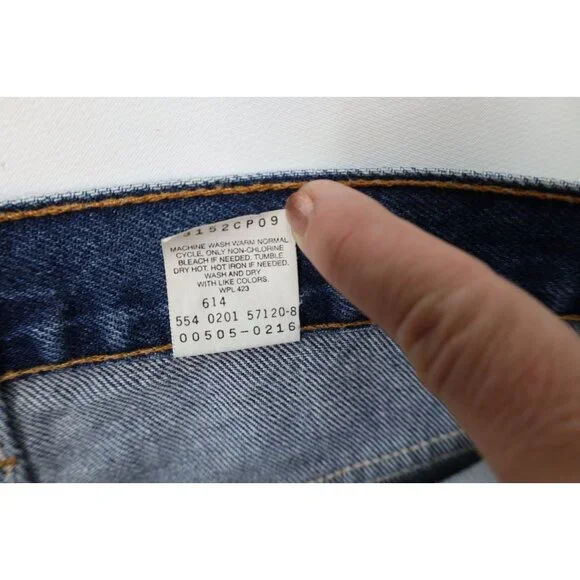 3152CP09
MACHINE WASH WARM NORMAL
CYCLE. ONLY NON-CHLORINE
BLEACH IF NEEDED. TUMBLE
DRY HOT. HOT IRON IF NEEDED.
WASH AND DRY
WITH LIKE COLORS.
WPL 423
614
554 0201 57120-8
00505-0216